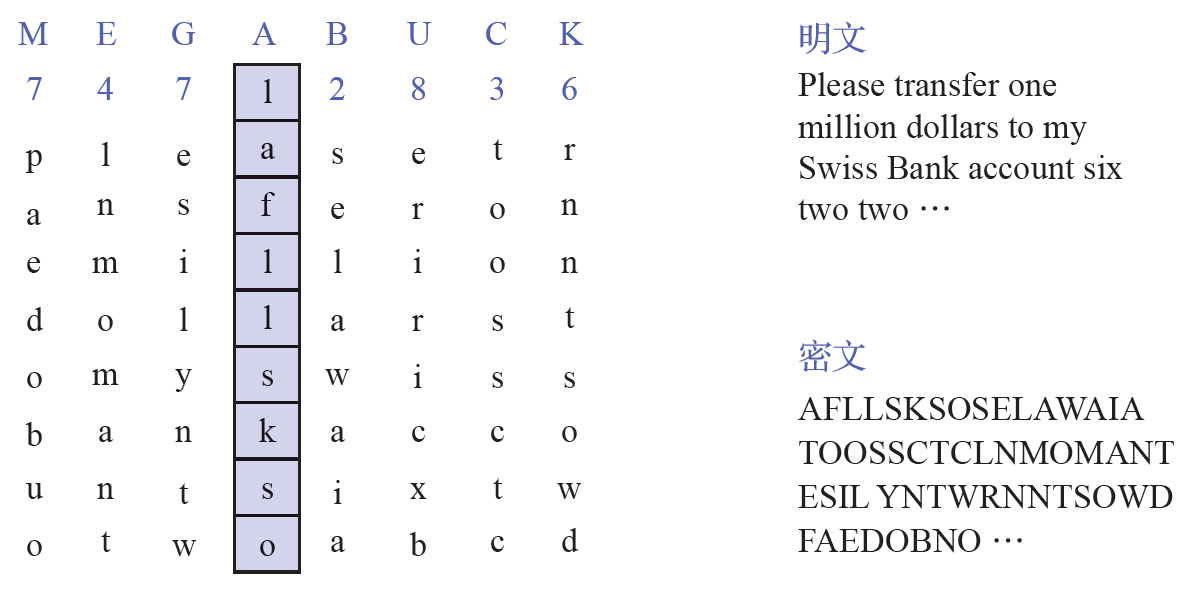 M E G A B U C K
7 4 7 l 2 8 3 6
p l e a s e t r
a n s f e r o n
e m i l l i o n
d o l l a r s t
o m y s w i s s
b a n k a c c o
u n t s i x t w
o t w o a b c d
明文
Please transfer one
million dollars to my
Swiss Bank account six
two two ⋯
密文
AFLLSKSOSELAWAIA
TOOSSCTCLNMOMANT
ESIL YNTWRNNTSOWD
FAEDOBNO ⋯